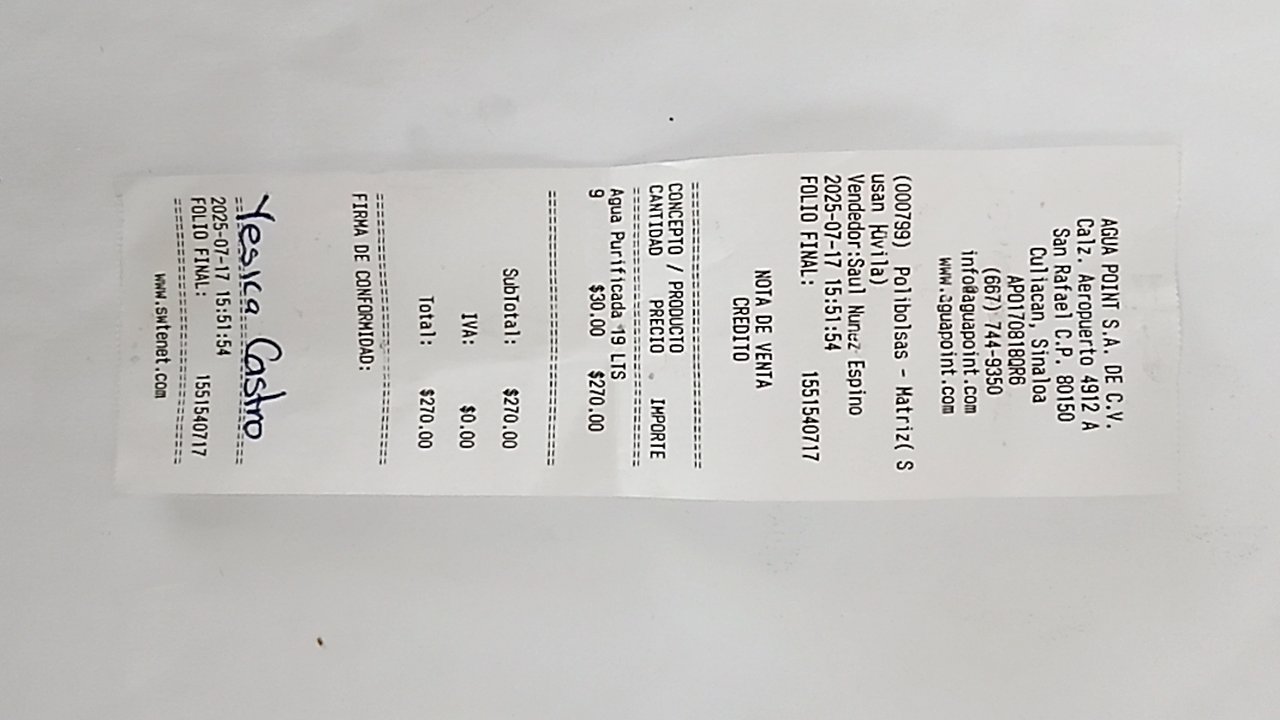 AGUA POINT S.A. DE C.V.
Calz. Aeropuerto 4912 A
San Rafael C.P. 80150
Culiacan, Sinaloa
APO170818QR6
(667) 744-9350
info@aguapoint.com
www.aguapoint.com
(000799) Polibolsas - Matriz( S
usan
Vendedor:Saul Nunez Espino
2025-07-17 15:51:54
FOLIO FINAL: 1551540717
NOTA DE VENTA
CREDITO
===============================
CONCEPTO / PRODUCTO
CANTIDAD PRECIO IMPORTE
===============================
Agua Purificada 19 LTS
9 $30.00 $270.00
===============================
SubTotal: $270.00
IVA: $0.00
Total: $270.00
===============================
FIRMA DE CONFORMIDAD:
Yesica Castro
===============================
2025-07-17 15:51:54
FOLIO FINAL: 1551540717
===============================
www.swtenet.com